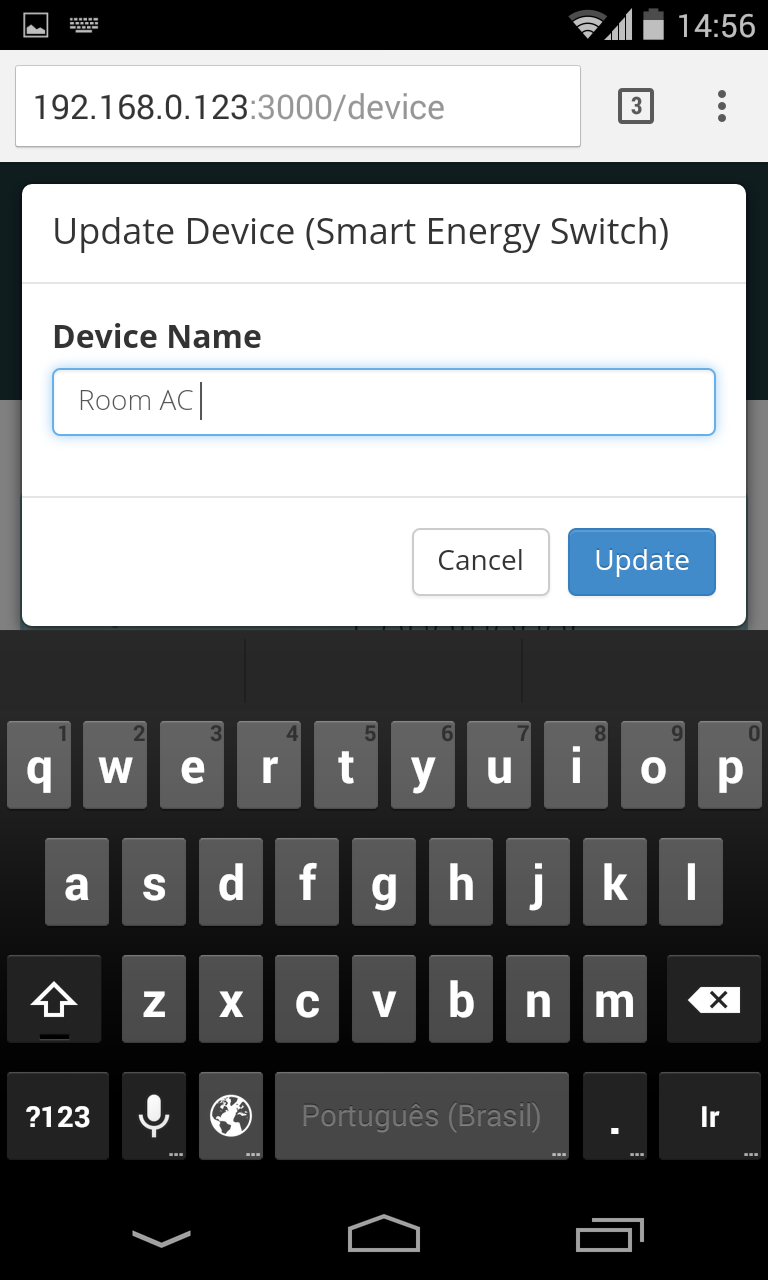 14:56
192.168.0.123:3000/device
3
Update Device (Smart Energy Switch)
Device Name
Room AC
Cancel Update
1 2 3 4 5 6 7 8 9 0
q w e r t y u i o p
a s d f g h j k l
z x c v b n m
?123 Português (Brasil) . Ir